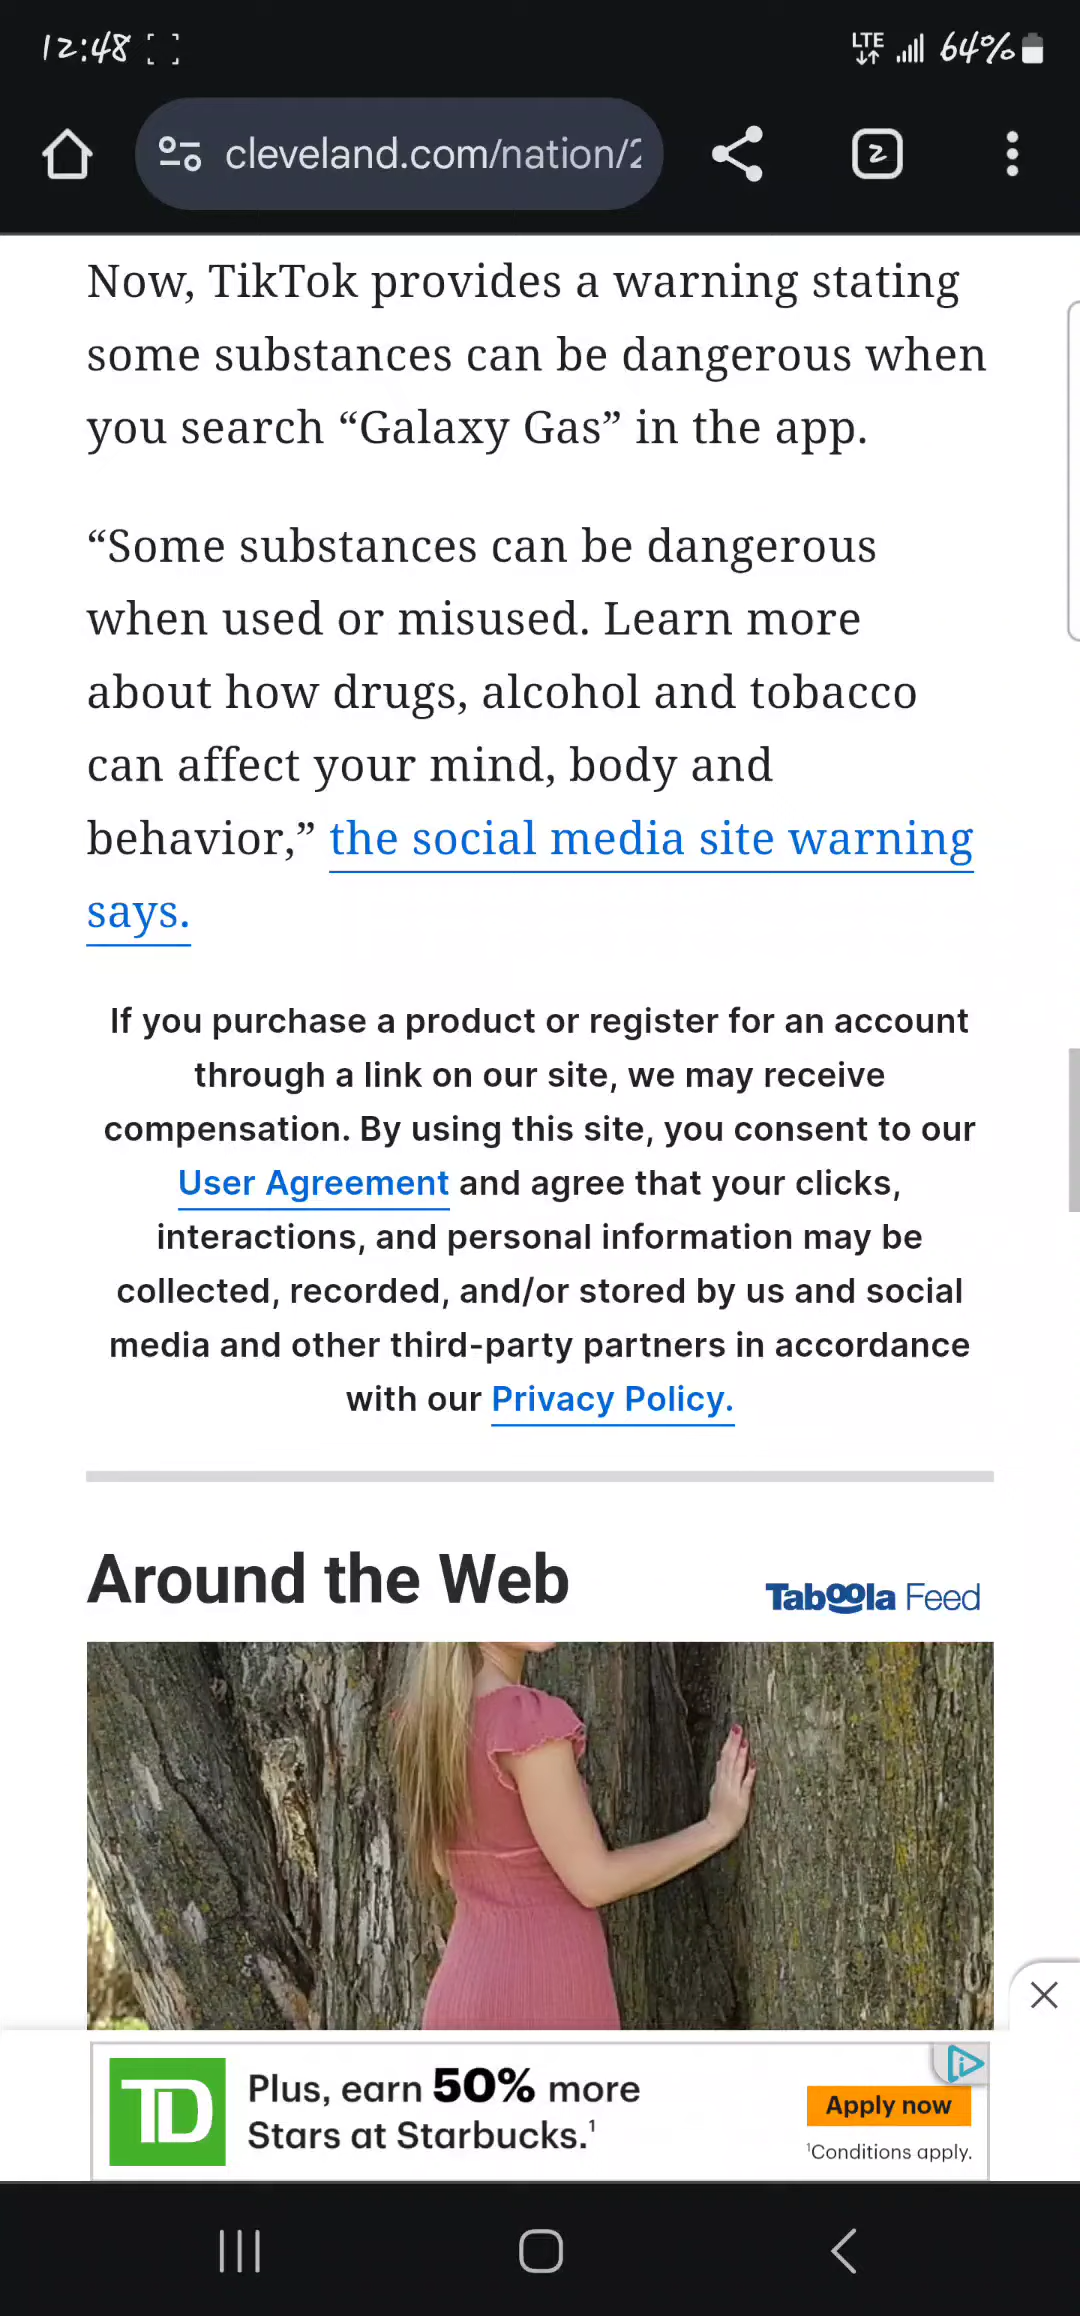 12:48
LTE 64%
cleveland.com/nation/2
2
Now, TikTok provides a warning stating
some substances can be dangerous when
you search “Galaxy Gas” in the app.
“Some substances can be dangerous
when used or misused. Learn more
about how drugs, alcohol and tobacco
can affect your mind, body and
behavior,” the social media site warning
says.
If you purchase a product or register for an account
through a link on our site, we may receive
compensation. By using this site, you consent to our
User Agreement and agree that your clicks,
interactions, and personal information may be
collected, recorded, and/or stored by us and social
media and other third-party partners in accordance
with our Privacy Policy.
Around the Web
Taboola Feed
TD
Plus, earn 50% more
Stars at Starbucks.¹
Apply now
¹Conditions apply.